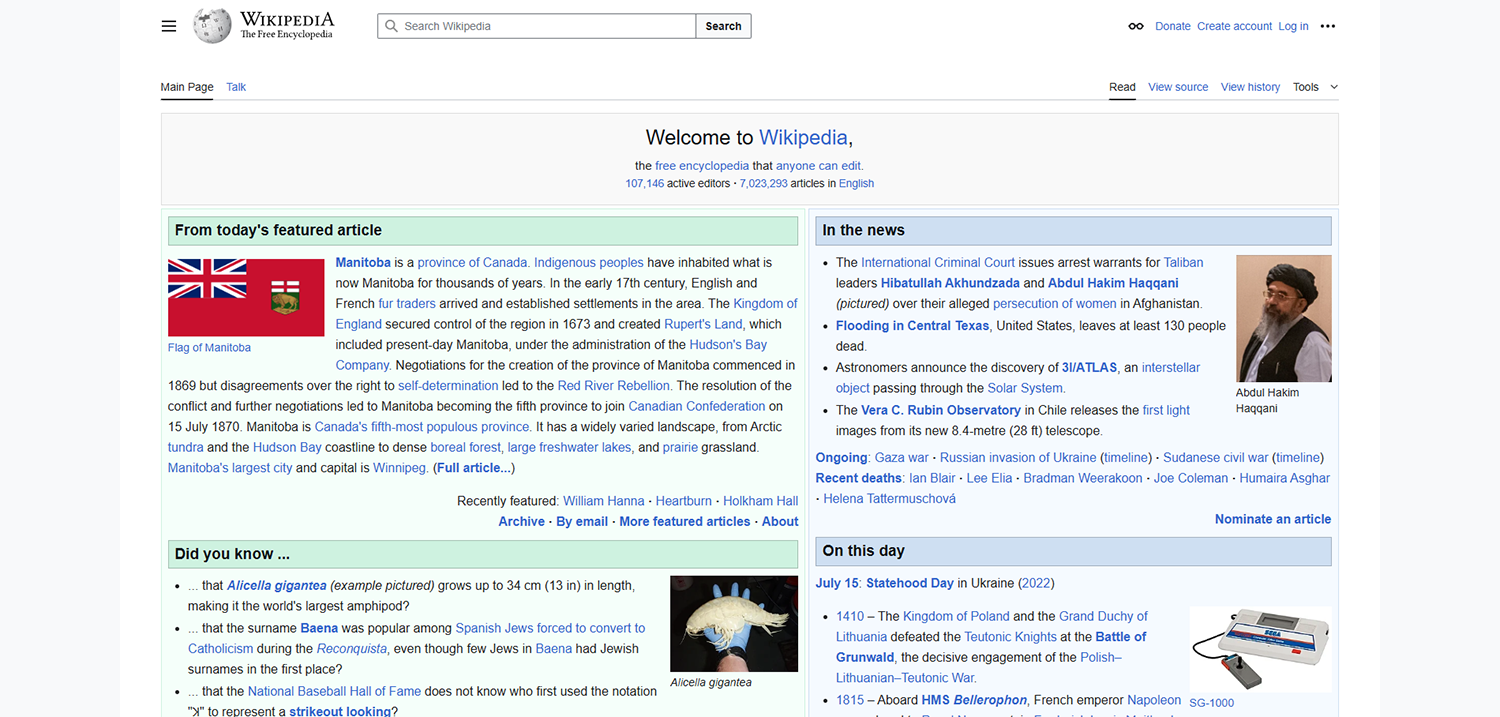 WIKIPEDIA
The Free Encyclopedia
Search Wikipedia
Search
Donate Create account Log in
Main Page Talk
Read View source View history Tools
Welcome to Wikipedia,
the free encyclopedia that anyone can edit.
107,146 active editors · 7,023,293 articles in English
From today's featured article
Flag of Manitoba
Manitoba is a province of Canada. Indigenous peoples have inhabited what is
now Manitoba for thousands of years. In the early 17th century, English and
French fur traders arrived and established settlements in the area. The Kingdom of
England secured control of the region in 1673 and created Rupert's Land, which
included present-day Manitoba, under the administration of the Hudson's Bay
Company. Negotiations for the creation of the province of Manitoba commenced in
1869 but disagreements over the right to self-determination led to the Red River Rebellion. The resolution of the
conflict and further negotiations led to Manitoba becoming the fifth province to join Canadian Confederation on
15 July 1870. Manitoba is Canada's fifth-most populous province. It has a widely varied landscape, from Arctic
tundra and the Hudson Bay coastline to dense boreal forest, large freshwater lakes, and prairie grassland.
Manitoba's largest city and capital is Winnipeg. (Full article...)
Recently featured: William Hanna · Heartburn · Holkham Hall
Archive · By email · More featured articles · About
Did you know ...
... that Alicella gigantea (example pictured) grows up to 34 cm (13 in) in length,
making it the world's largest amphipod?
... that the surname Baena was popular among Spanish Jews forced to convert to
Catholicism during the Reconquista, even though few Jews in Baena had Jewish
surnames in the first place?
... that the National Baseball Hall of Fame does not know who first used the notation
"ꓘ" to represent a strikeout looking?
Alicella gigantea
In the news
The International Criminal Court issues arrest warrants for Taliban
leaders Hibatullah Akhundzada and Abdul Hakim Haqqani
(pictured) over their alleged persecution of women in Afghanistan.
Flooding in Central Texas, United States, leaves at least 130 people
dead.
Astronomers announce the discovery of 3I/ATLAS, an interstellar
object passing through the Solar System.
The Vera C. Rubin Observatory in Chile releases the first light
images from its new 8.4-metre (28 ft) telescope.
Abdul Hakim
Haqqani
Ongoing: Gaza war · Russian invasion of Ukraine (timeline) · Sudanese civil war (timeline)
Recent deaths: Ian Blair · Lee Elia · Bradman Weerakoon · Joe Coleman · Humaira Asghar
· Helena Tattermuschová
Nominate an article
On this day
July 15: Statehood Day in Ukraine (2022)
1410 – The Kingdom of Poland and the Grand Duchy of
Lithuania defeated the Teutonic Knights at the Battle of
Grunwald, the decisive engagement of the Polish–
Lithuanian–Teutonic War.
1815 – Aboard HMS Bellerophon, French emperor Napoleon
SEGA
SG-1000